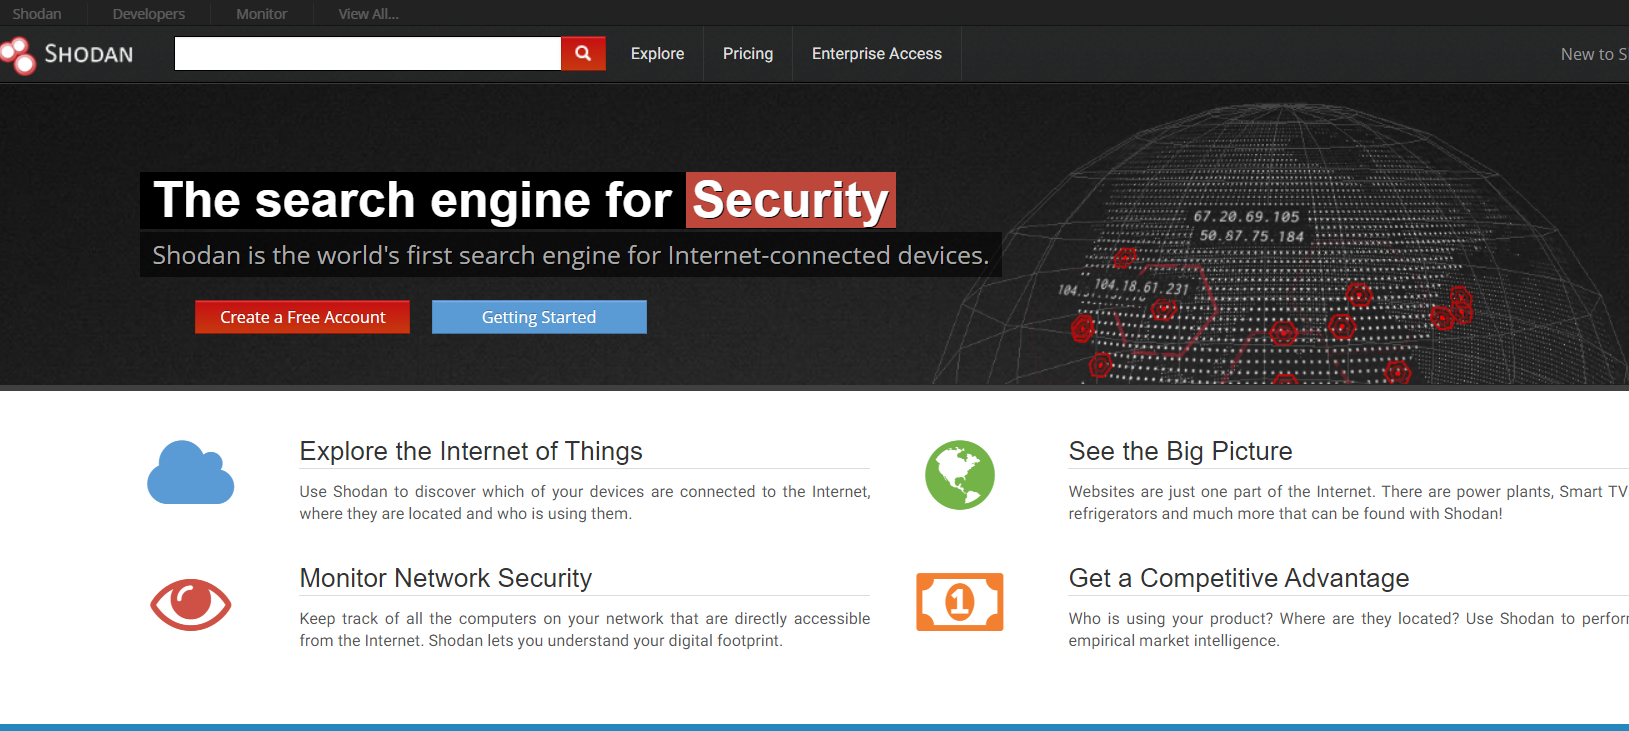 Shodan
Developers
Monitor
View All...
SHODAN
Explore
Pricing
Enterprise Access
New to
The search engine for Security
Shodan is the world's first search engine for Internet-connected devices.
Create a Free Account
Getting Started
67.20.69.105
50.87.75.184
104.18.61.231
104.
Explore the Internet of Things
Use Shodan to discover which of your devices are connected to the Internet,
where they are located and who is using them.
See the Big Picture
Websites are just one part of the Internet. There are power plants, Smart TV
refrigerators and much more that can be found with Shodan!
Monitor Network Security
Keep track of all the computers on your network that are directly accessible
from the Internet. Shodan lets you understand your digital footprint.
Get a Competitive Advantage
Who is using your product? Where are they located? Use Shodan to perfor
empirical market intelligence.
1